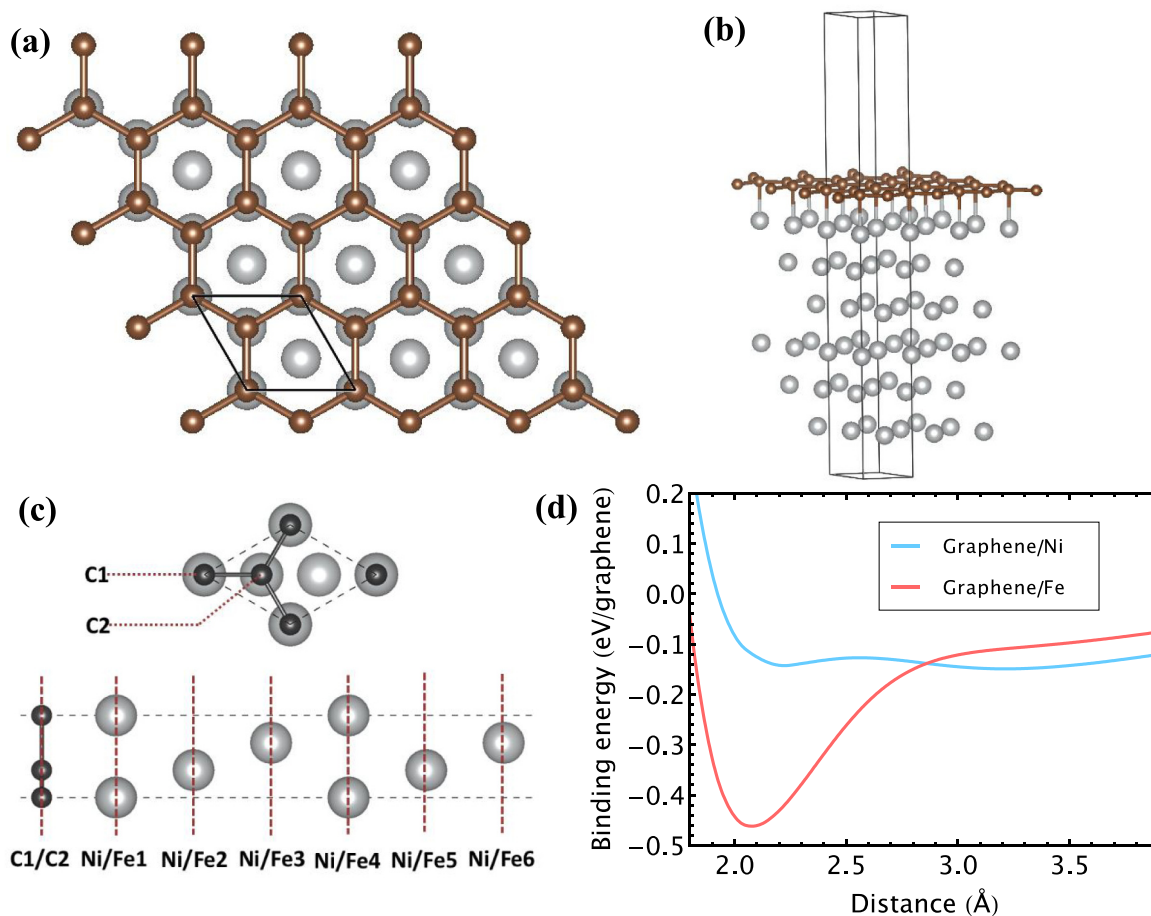 (a)
(b)
(c)
C1
C2
C1/C2 Ni/Fe1 Ni/Fe2 Ni/Fe3 Ni/Fe4 Ni/Fe5 Ni/Fe6
(d)
Binding energy (eV/graphene)
0.2
0.1
0.0
−0.1
−0.2
−0.3
−0.4
−0.5
Graphene/Ni
Graphene/Fe
2.0 2.5 3.0 3.5
Distance (Å)